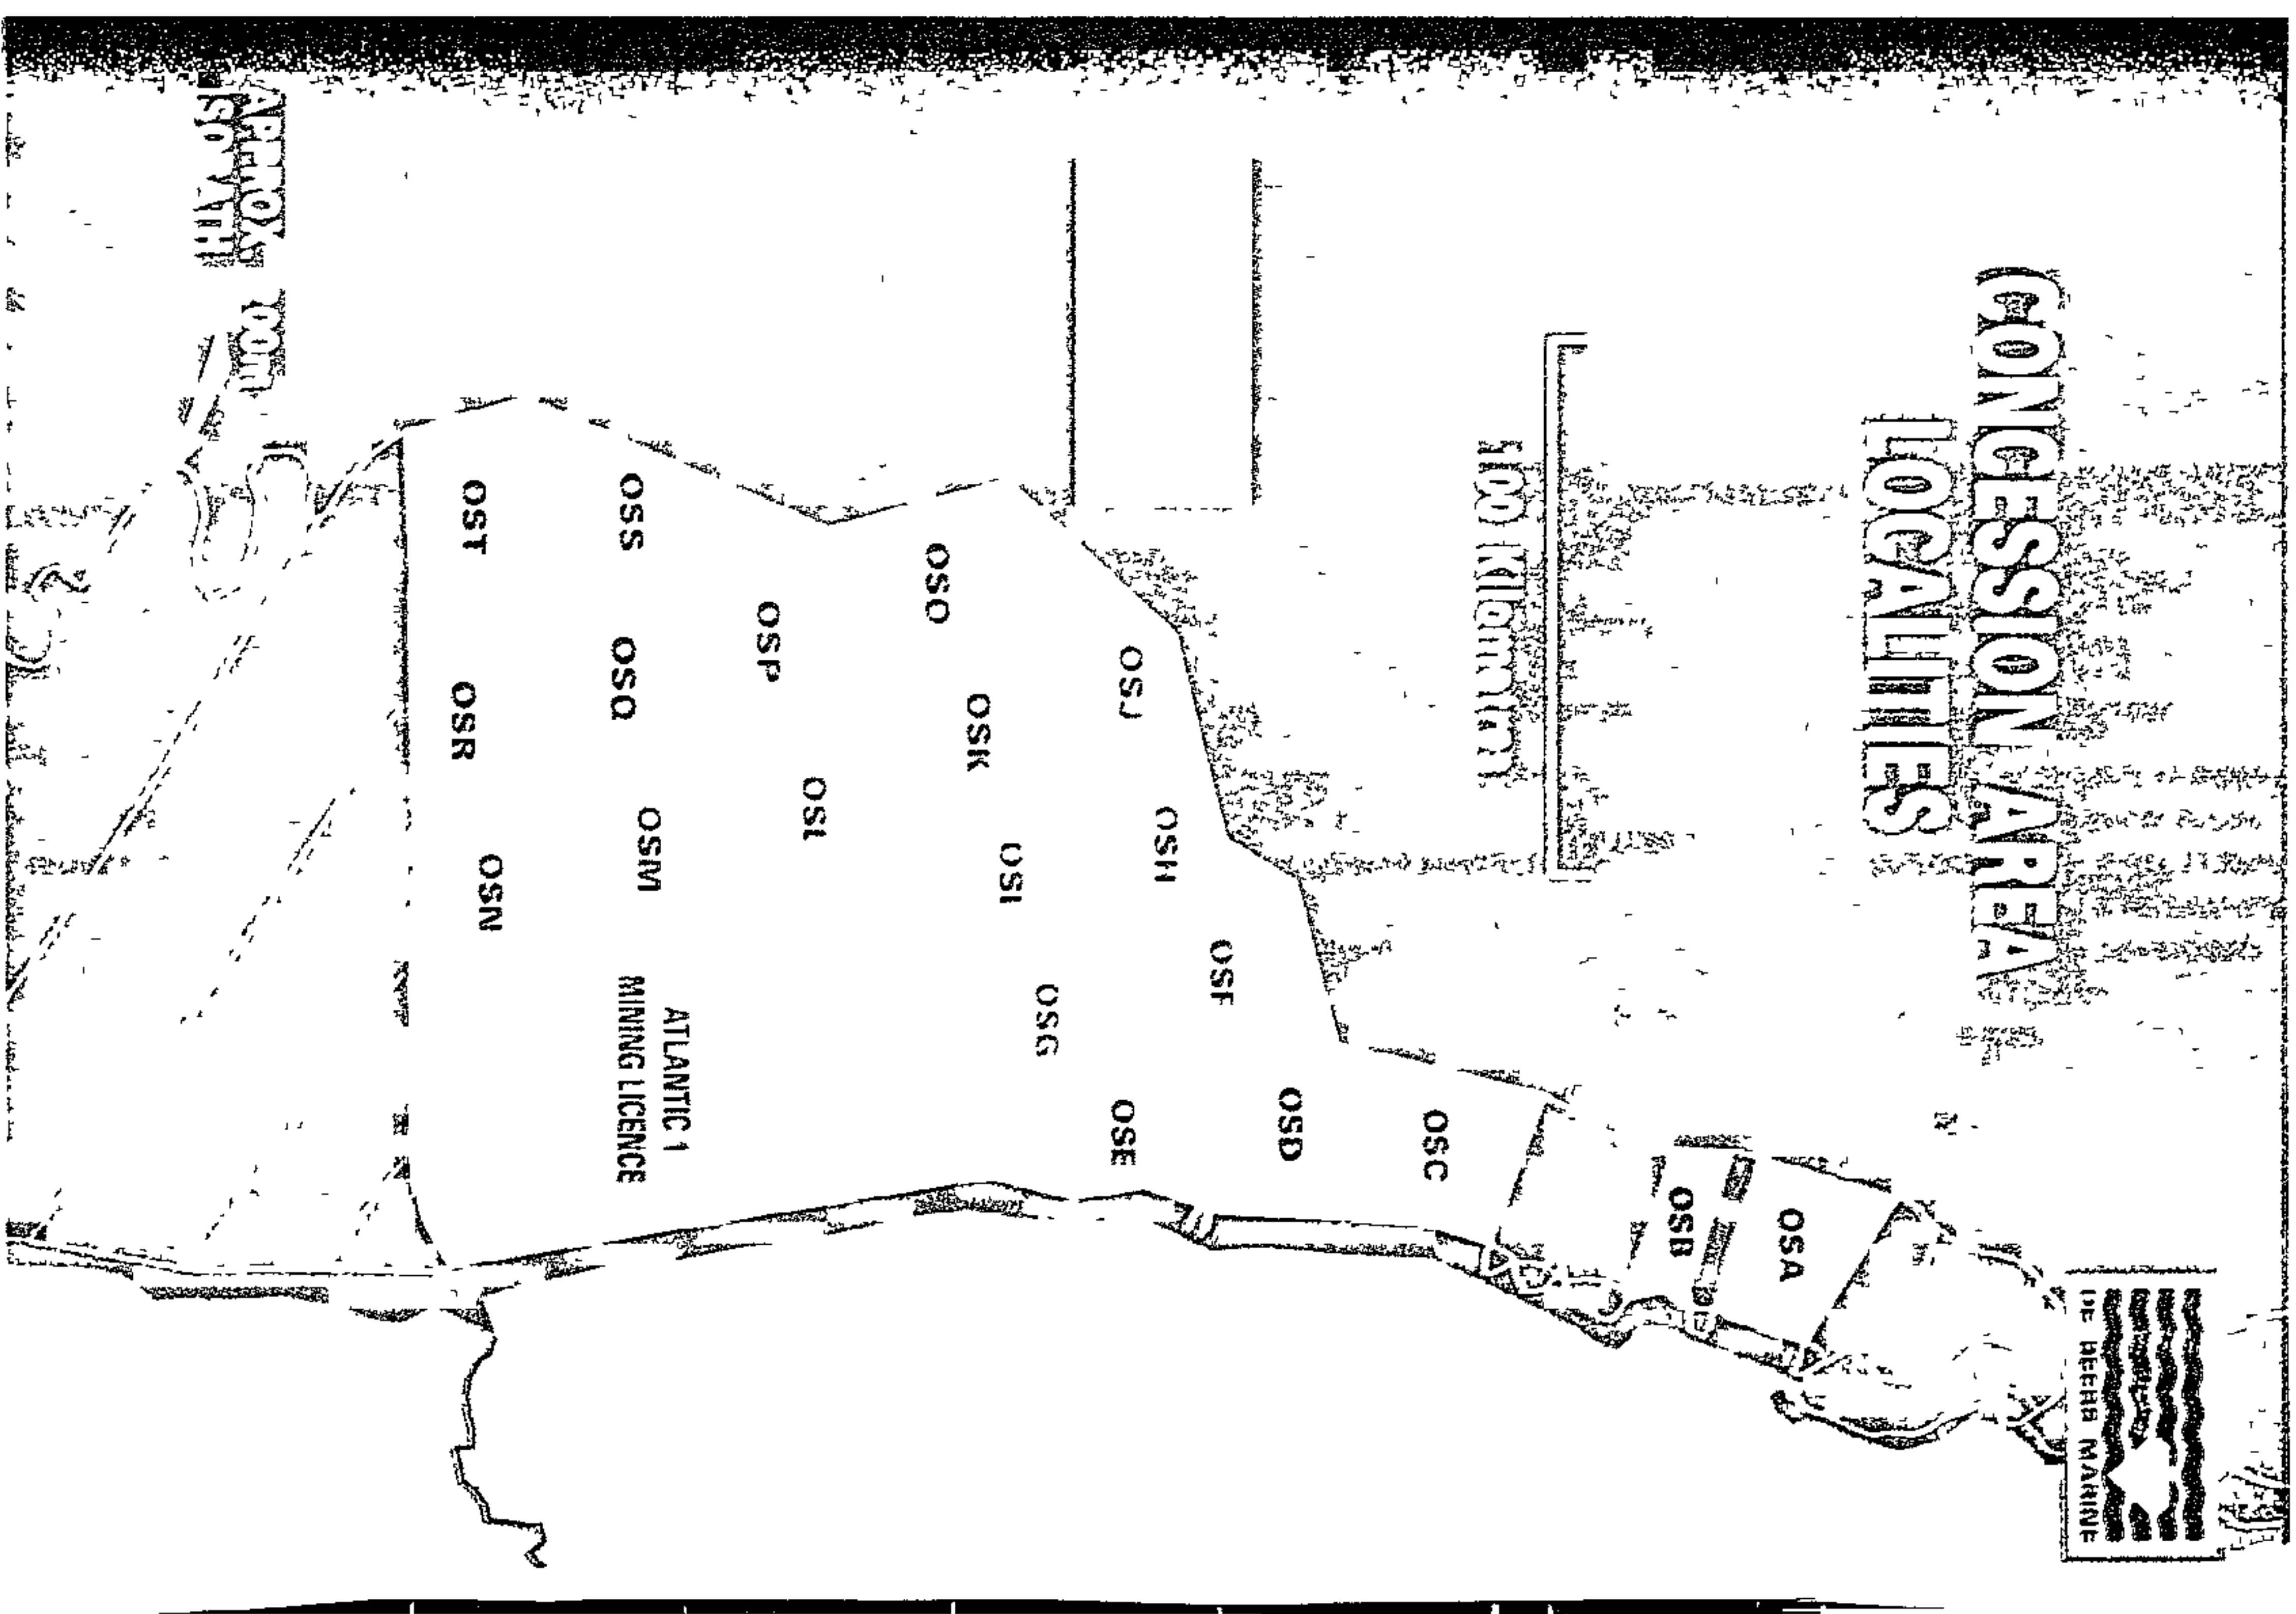 CONCESSION AREA
LOCALITIES
100 Kilometres
DE BEERS MARINE
OSA
OSB
OSC
OSD
OSE
OSF
OSG
OSH
OSI
OSJ
OSK
OSL
OSM
OSN
OSO
OSP
OSQ
OSR
OSS
OST
ATLANTIC 1
MINING LICENCE
APPROX.